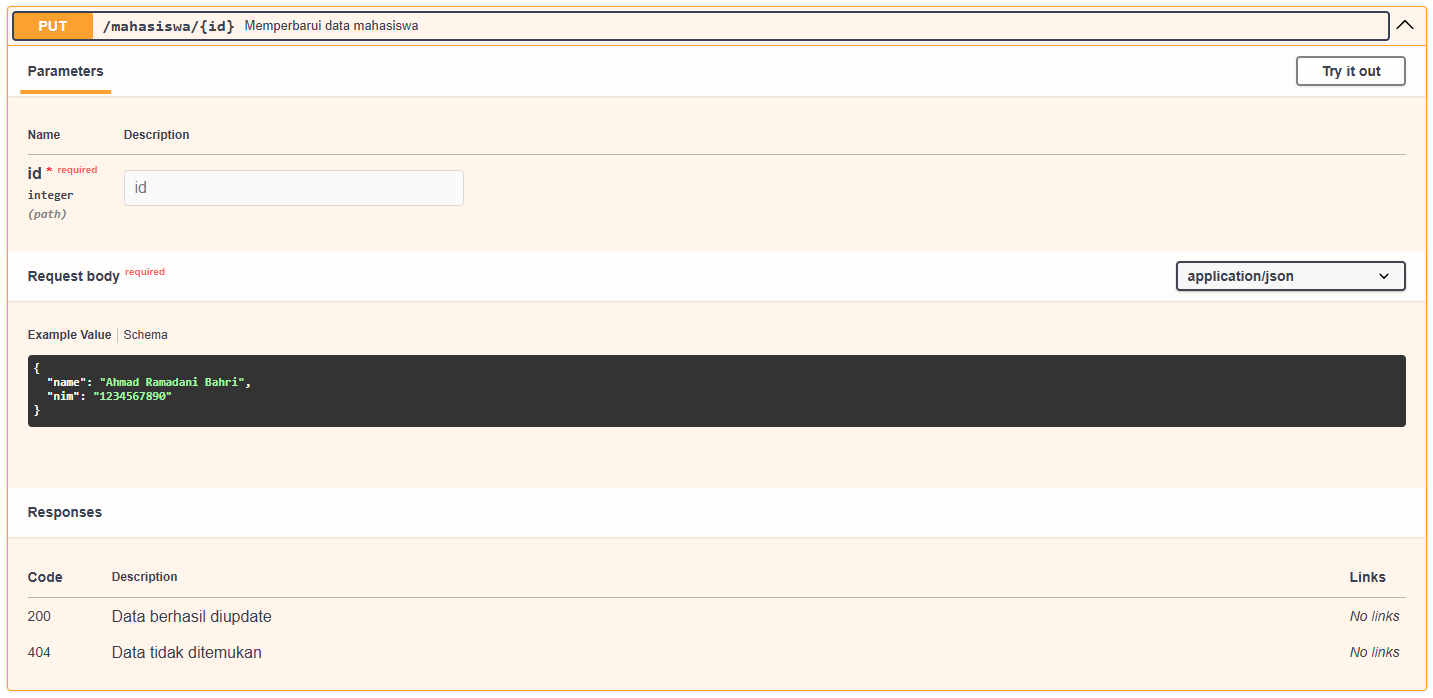 PUT /mahasiswa/{id} Memperbarui data mahasiswa
Parameters Try it out
Name Description
id * required
integer
(path)
id
Request body required application/json
Example Value Schema
{
"name": "Ahmad Ramadani Bahri",
"nim": "1234567890"
}
Responses
Code Description Links
200 Data berhasil diupdate No links
404 Data tidak ditemukan No links